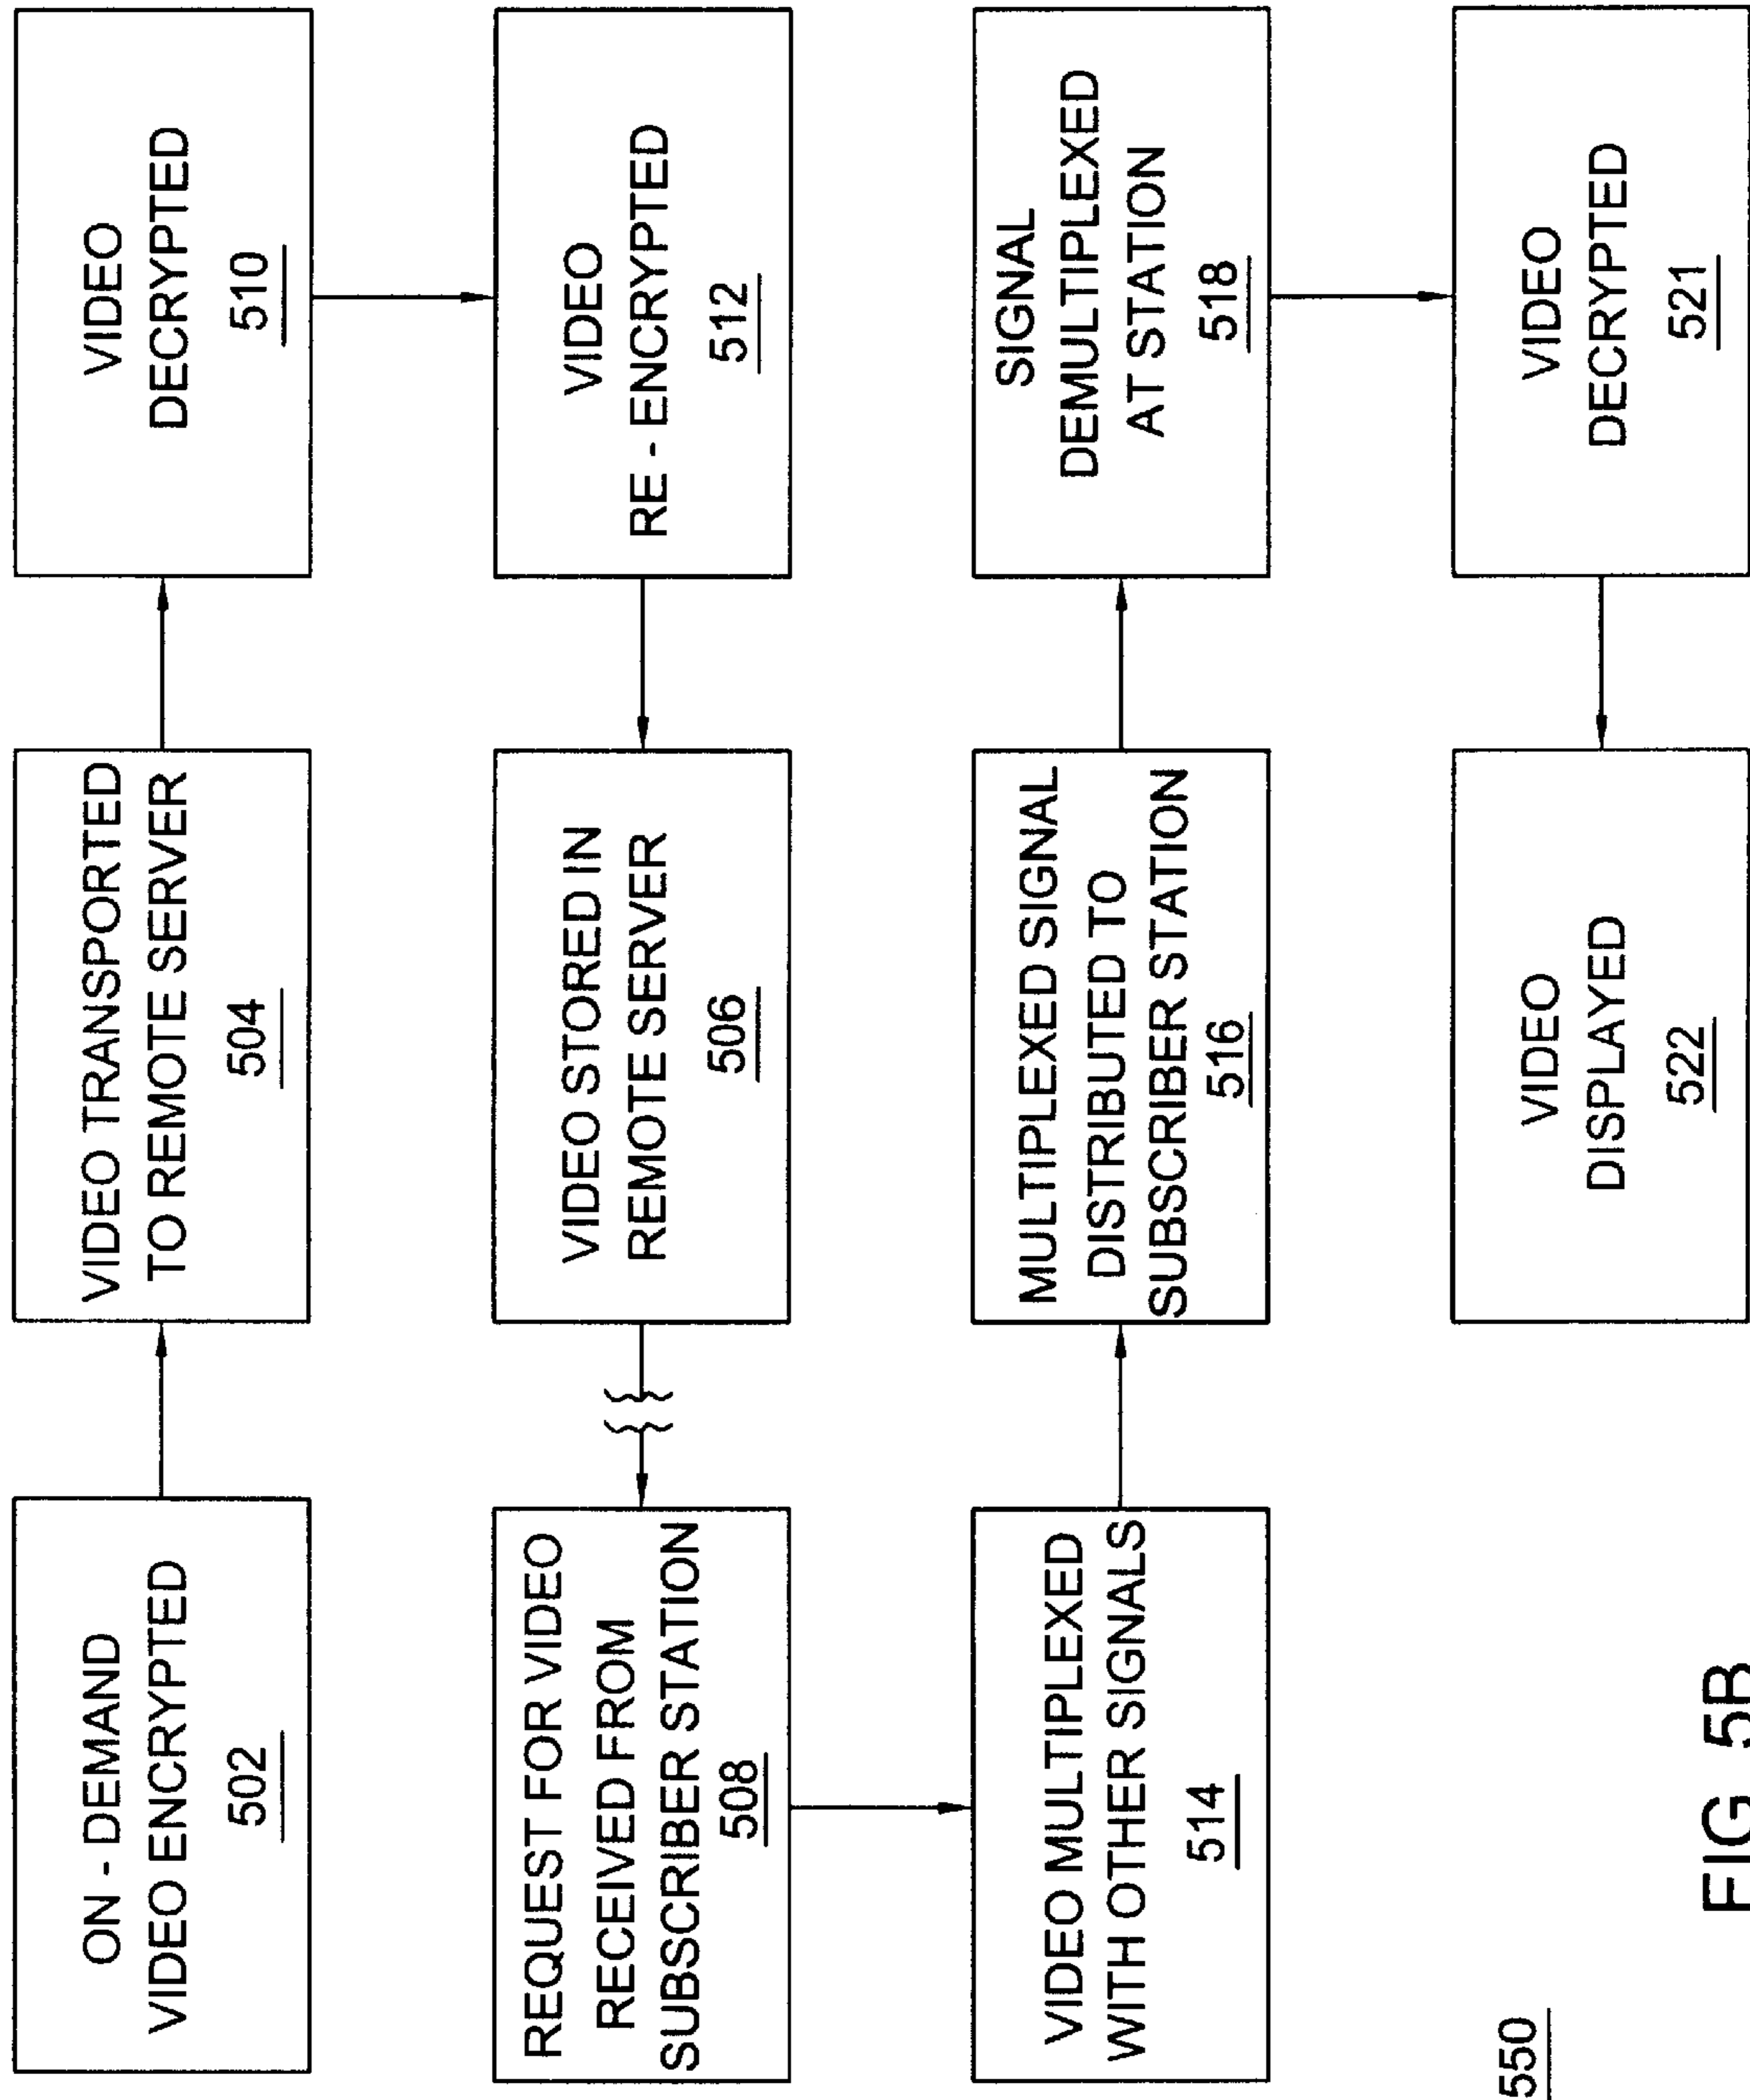 ON - DEMAND
VIDEO ENCRYPTED
502
VIDEO TRANSPORTED
TO REMOTE SERVER
504
VIDEO
DECRYPTED
510
VIDEO
RE - ENCRYPTED
512
VIDEO STORED IN
REMOTE SERVER
506
REQUEST FOR VIDEO
RECEIVED FROM
SUBSCRIBER STATION
508
VIDEO MULTIPLEXED
WITH OTHER SIGNALS
514
MULTIPLEXED SIGNAL
DISTRIBUTED TO
SUBSCRIBER STATION
516
SIGNAL
DEMULTIPLEXED
AT STATION
518
VIDEO
DECRYPTED
521
VIDEO
DISPLAYED
522
550
FIG. 5B